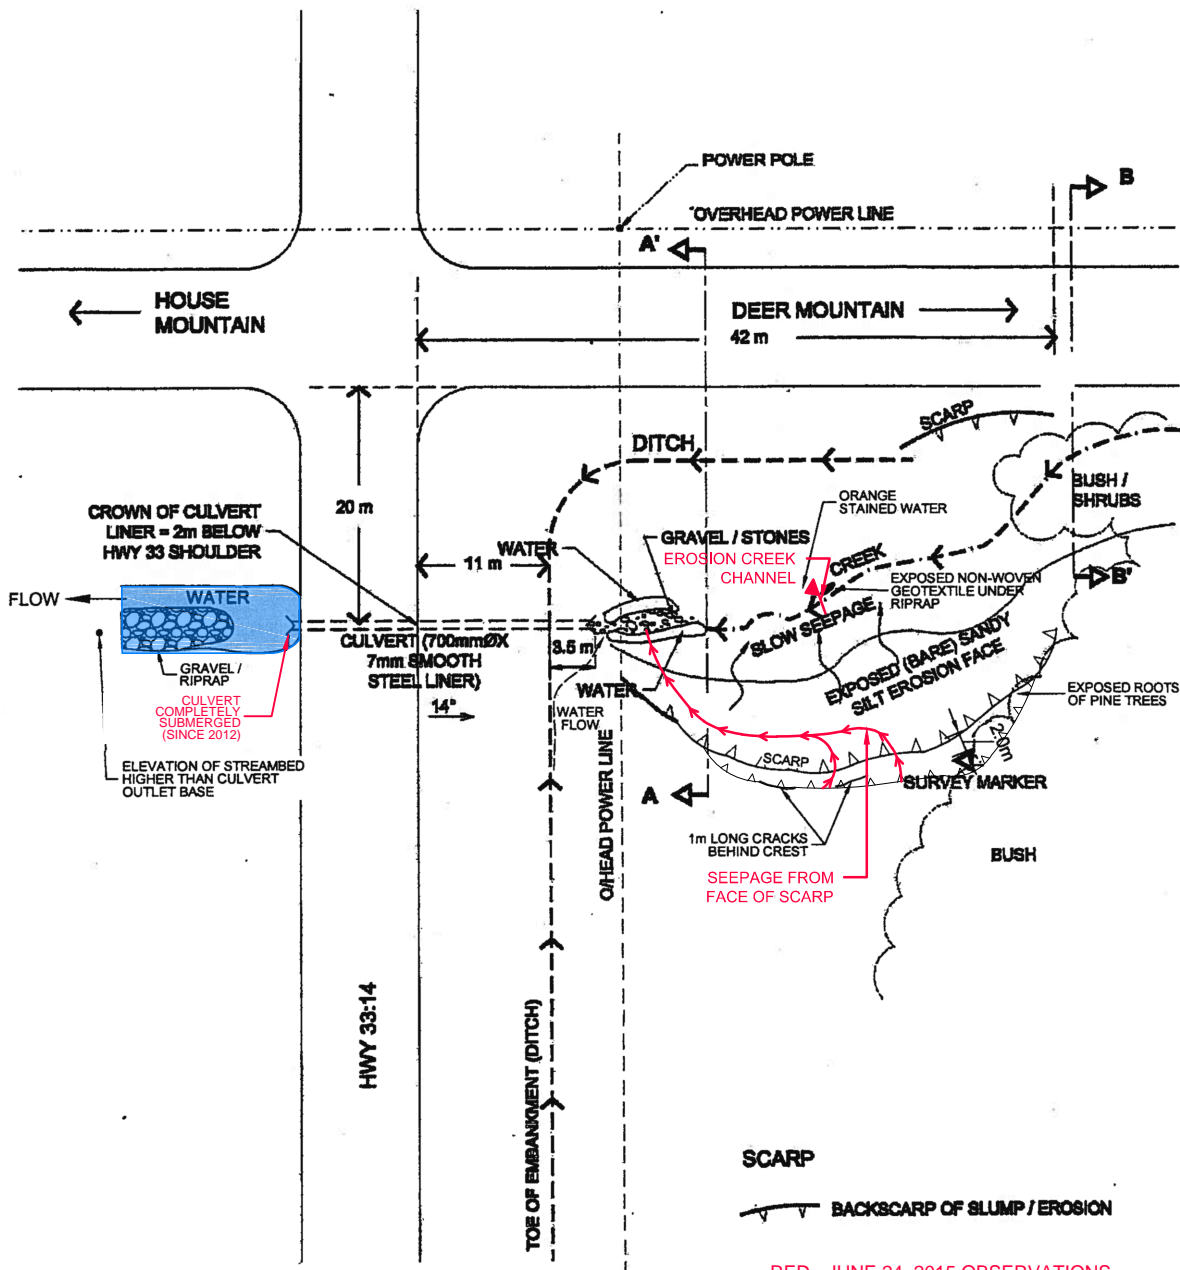 POWER POLE
B
OVERHEAD POWER LINE
A'
HOUSE
MOUNTAIN
DEER MOUNTAIN
42 m
SCARP
DITCH
BUSH /
SHRUBS
20 m
ORANGE
STAINED WATER
CROWN OF CULVERT
LINER = 2m BELOW
HWY 33 SHOULDER
GRAVEL / STONES
WATER
EROSION CREEK
CHANNEL
CREEK
11 m
EXPOSED NON-WOVEN
GEOTEXTILE UNDER
RIPRAP
B'
FLOW
WATER
SLOW SEEPAGE
CULVERT (700mmØX
7mm SMOOTH
STEEL LINER)
3.5 m
EXPOSED (BARE) SANDY
SILT EROSION FACE
GRAVEL /
RIPRAP
WATER
EXPOSED ROOTS
OF PINE TREES
CULVERT
COMPLETELY
SUBMERGED
(SINCE 2012)
14"
WATER
FLOW
2.0m
SCARP
ELEVATION OF STREAMBED
HIGHER THAN CULVERT
OUTLET BASE
SURVEY MARKER
A
O/HEAD POWER LINE
1m LONG CRACKS
BEHIND CREST
BUSH
SEEPAGE FROM
FACE OF SCARP
HWY 33:14
TOE OF EMBANKMENT (DITCH)
SCARP
BACKSCARP OF SLUMP / EROSION
RED - JUNE 24, 2015 OBSERVATIONS